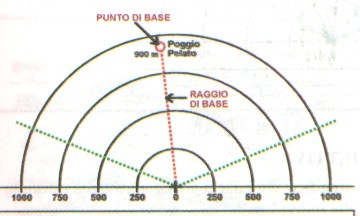 PUNTO DI BASE
Poggio
900 m Pelato
RAGGIO
DI BASE
1000 750 500 250 0 250 500 750 1000